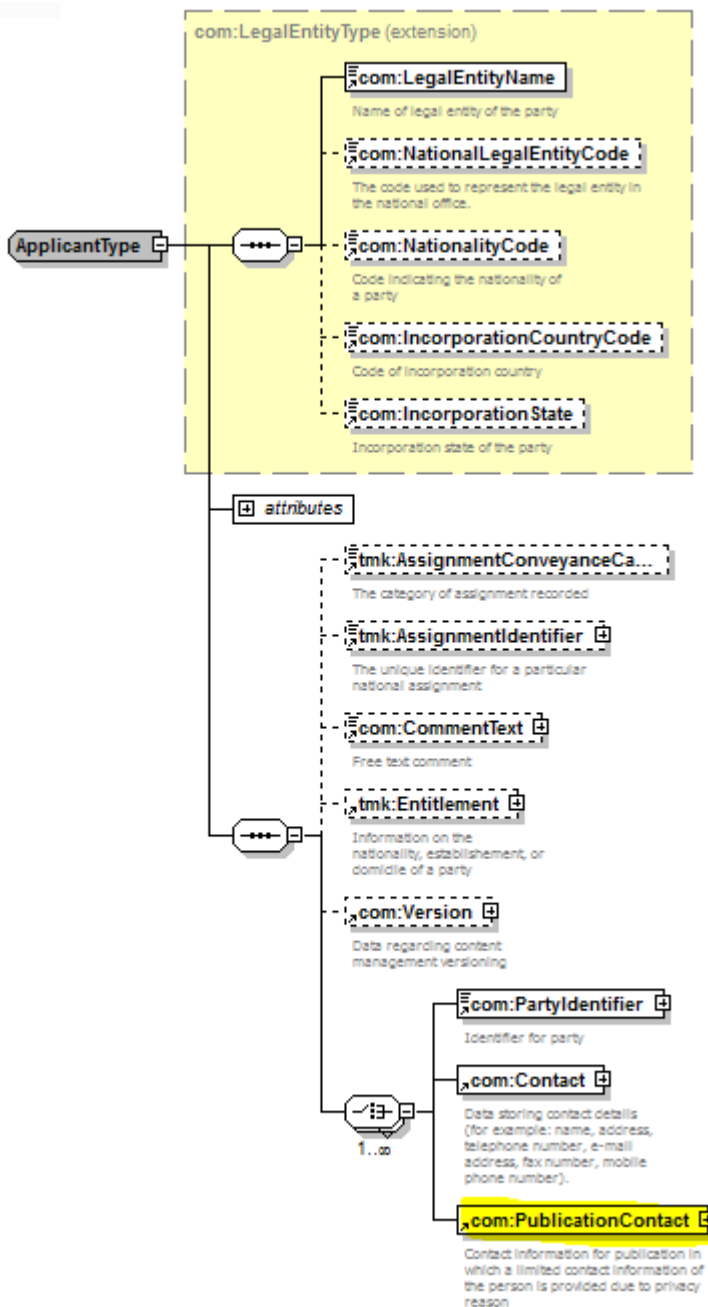 com:LegalEntityType (extension)
com:LegalEntityName
Name of legal entity of the party
com:NationalLegalEntityCode
The code used to represent the legal entity in
the national office.
ApplicantType
com:NationalityCode
Code indicating the nationality of
a party
com:IncorporationCountryCode
Code of incorporation country
com:IncorporationState
Incorporation state of the party
attributes
tmk:AssignmentConveyanceCa...
The category of assignment recorded
tmk:AssignmentIdentifier
The unique identifier for a particular
national assignment
com:CommentText
Free text comment
tmk:Entitlement
Information on the
nationality, establishement, or
domicile of a party
com:Version
Data regarding content
management versioning
com:PartyIdentifier
Identifier for party
com:Contact
Data storing contact details
(for example: name, address,
telephone number, e-mail
address, fax number, mobile
phone number).
1..∞
com:PublicationContact
Contact information for publication in
which a limited contact information of
the person is provided due to privacy
reason